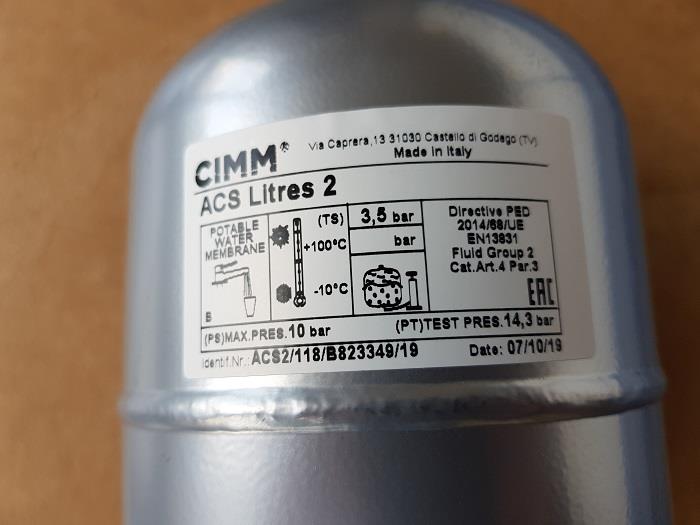 CIMM®
Via Caprera,13 31030 Castello di Godego (TV)
Made in Italy
ACS Litres 2
POTABLE
WATER
MEMBRANE
B
(TS)
+100°C
-10°C
3,5 bar
bar
Directive PED
2014/68/UE
EN13831
Fluid Group 2
Cat.Art.4 Par.3
EAC
(PS)MAX.PRES.10 bar
(PT)TEST PRES.14,3 bar
Identif.Nr.:ACS2/118/B823349/19
Date: 07/10/19